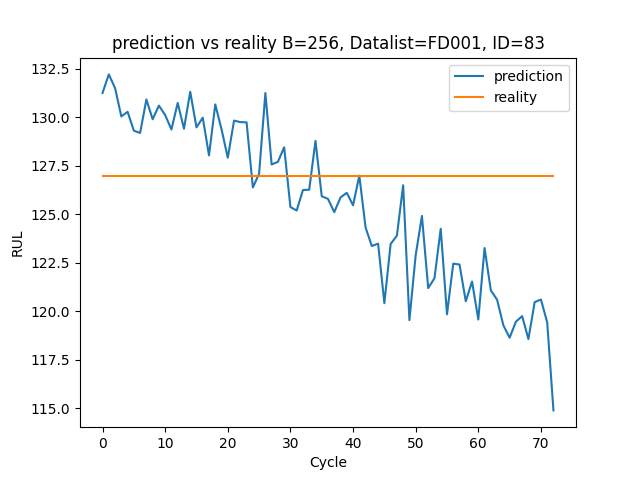 prediction vs reality B=256, Datalist=FD001, ID=83
prediction
reality
132.5
130.0
127.5
125.0
122.5
120.0
117.5
115.0
RUL
0 10 20 30 40 50 60 70
Cycle